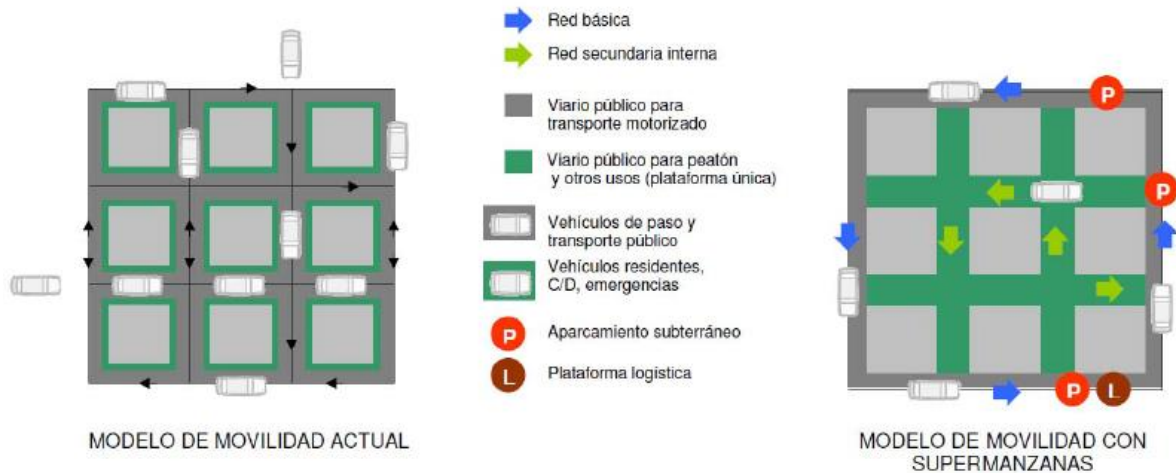 Red básica
Red secundaria interna
Viario público para
transporte motorizado
Viario público para peatón
y otros usos (plataforma única)
Vehículos de paso y
transporte público
Vehículos residentes,
C/D, emergencias
P
Aparcamiento subterráneo
L
Plataforma logística
MODELO DE MOVILIDAD ACTUAL
P
P
P
L
MODELO DE MOVILIDAD CON
SUPERMANZANAS